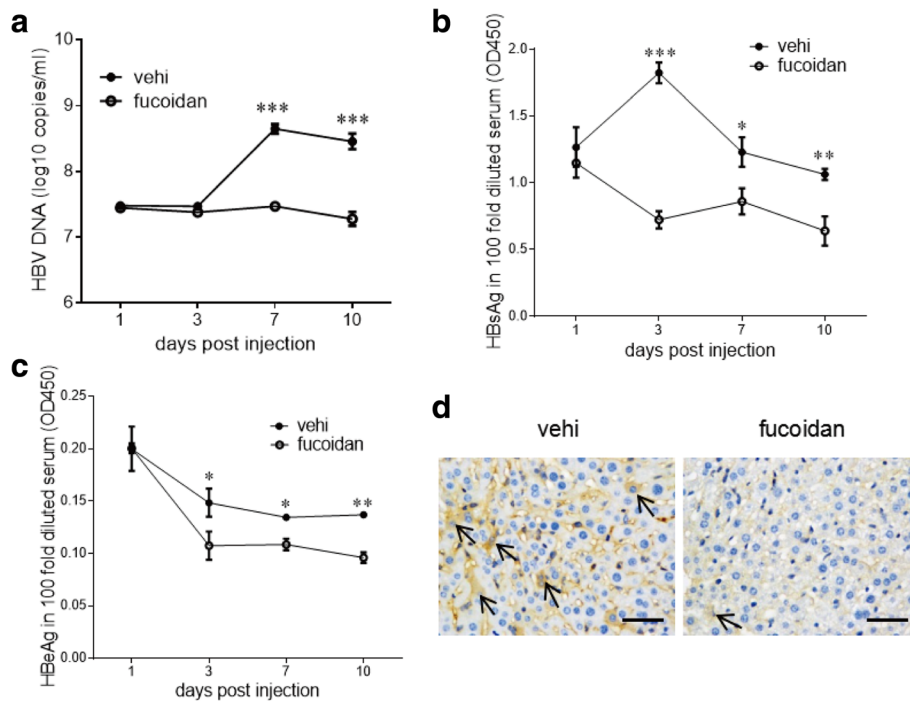 a
HBV DNA (log10 copies/ml)
10
9
8
7
6
vehi
fucoidan
***
***
1 3 7 10
days post injection
b
HBsAg in 100 fold diluted serum (OD450)
2.0
1.5
1.0
0.5
0.0
vehi
fucoidan
***
*
**
1 3 7 10
days post injection
c
HBeAg in 100 fold diluted serum (OD450)
0.25
0.20
0.15
0.10
0.05
0.00
vehi
fucoidan
*
*
**
1 3 7 10
days post injection
d
vehi fucoidan